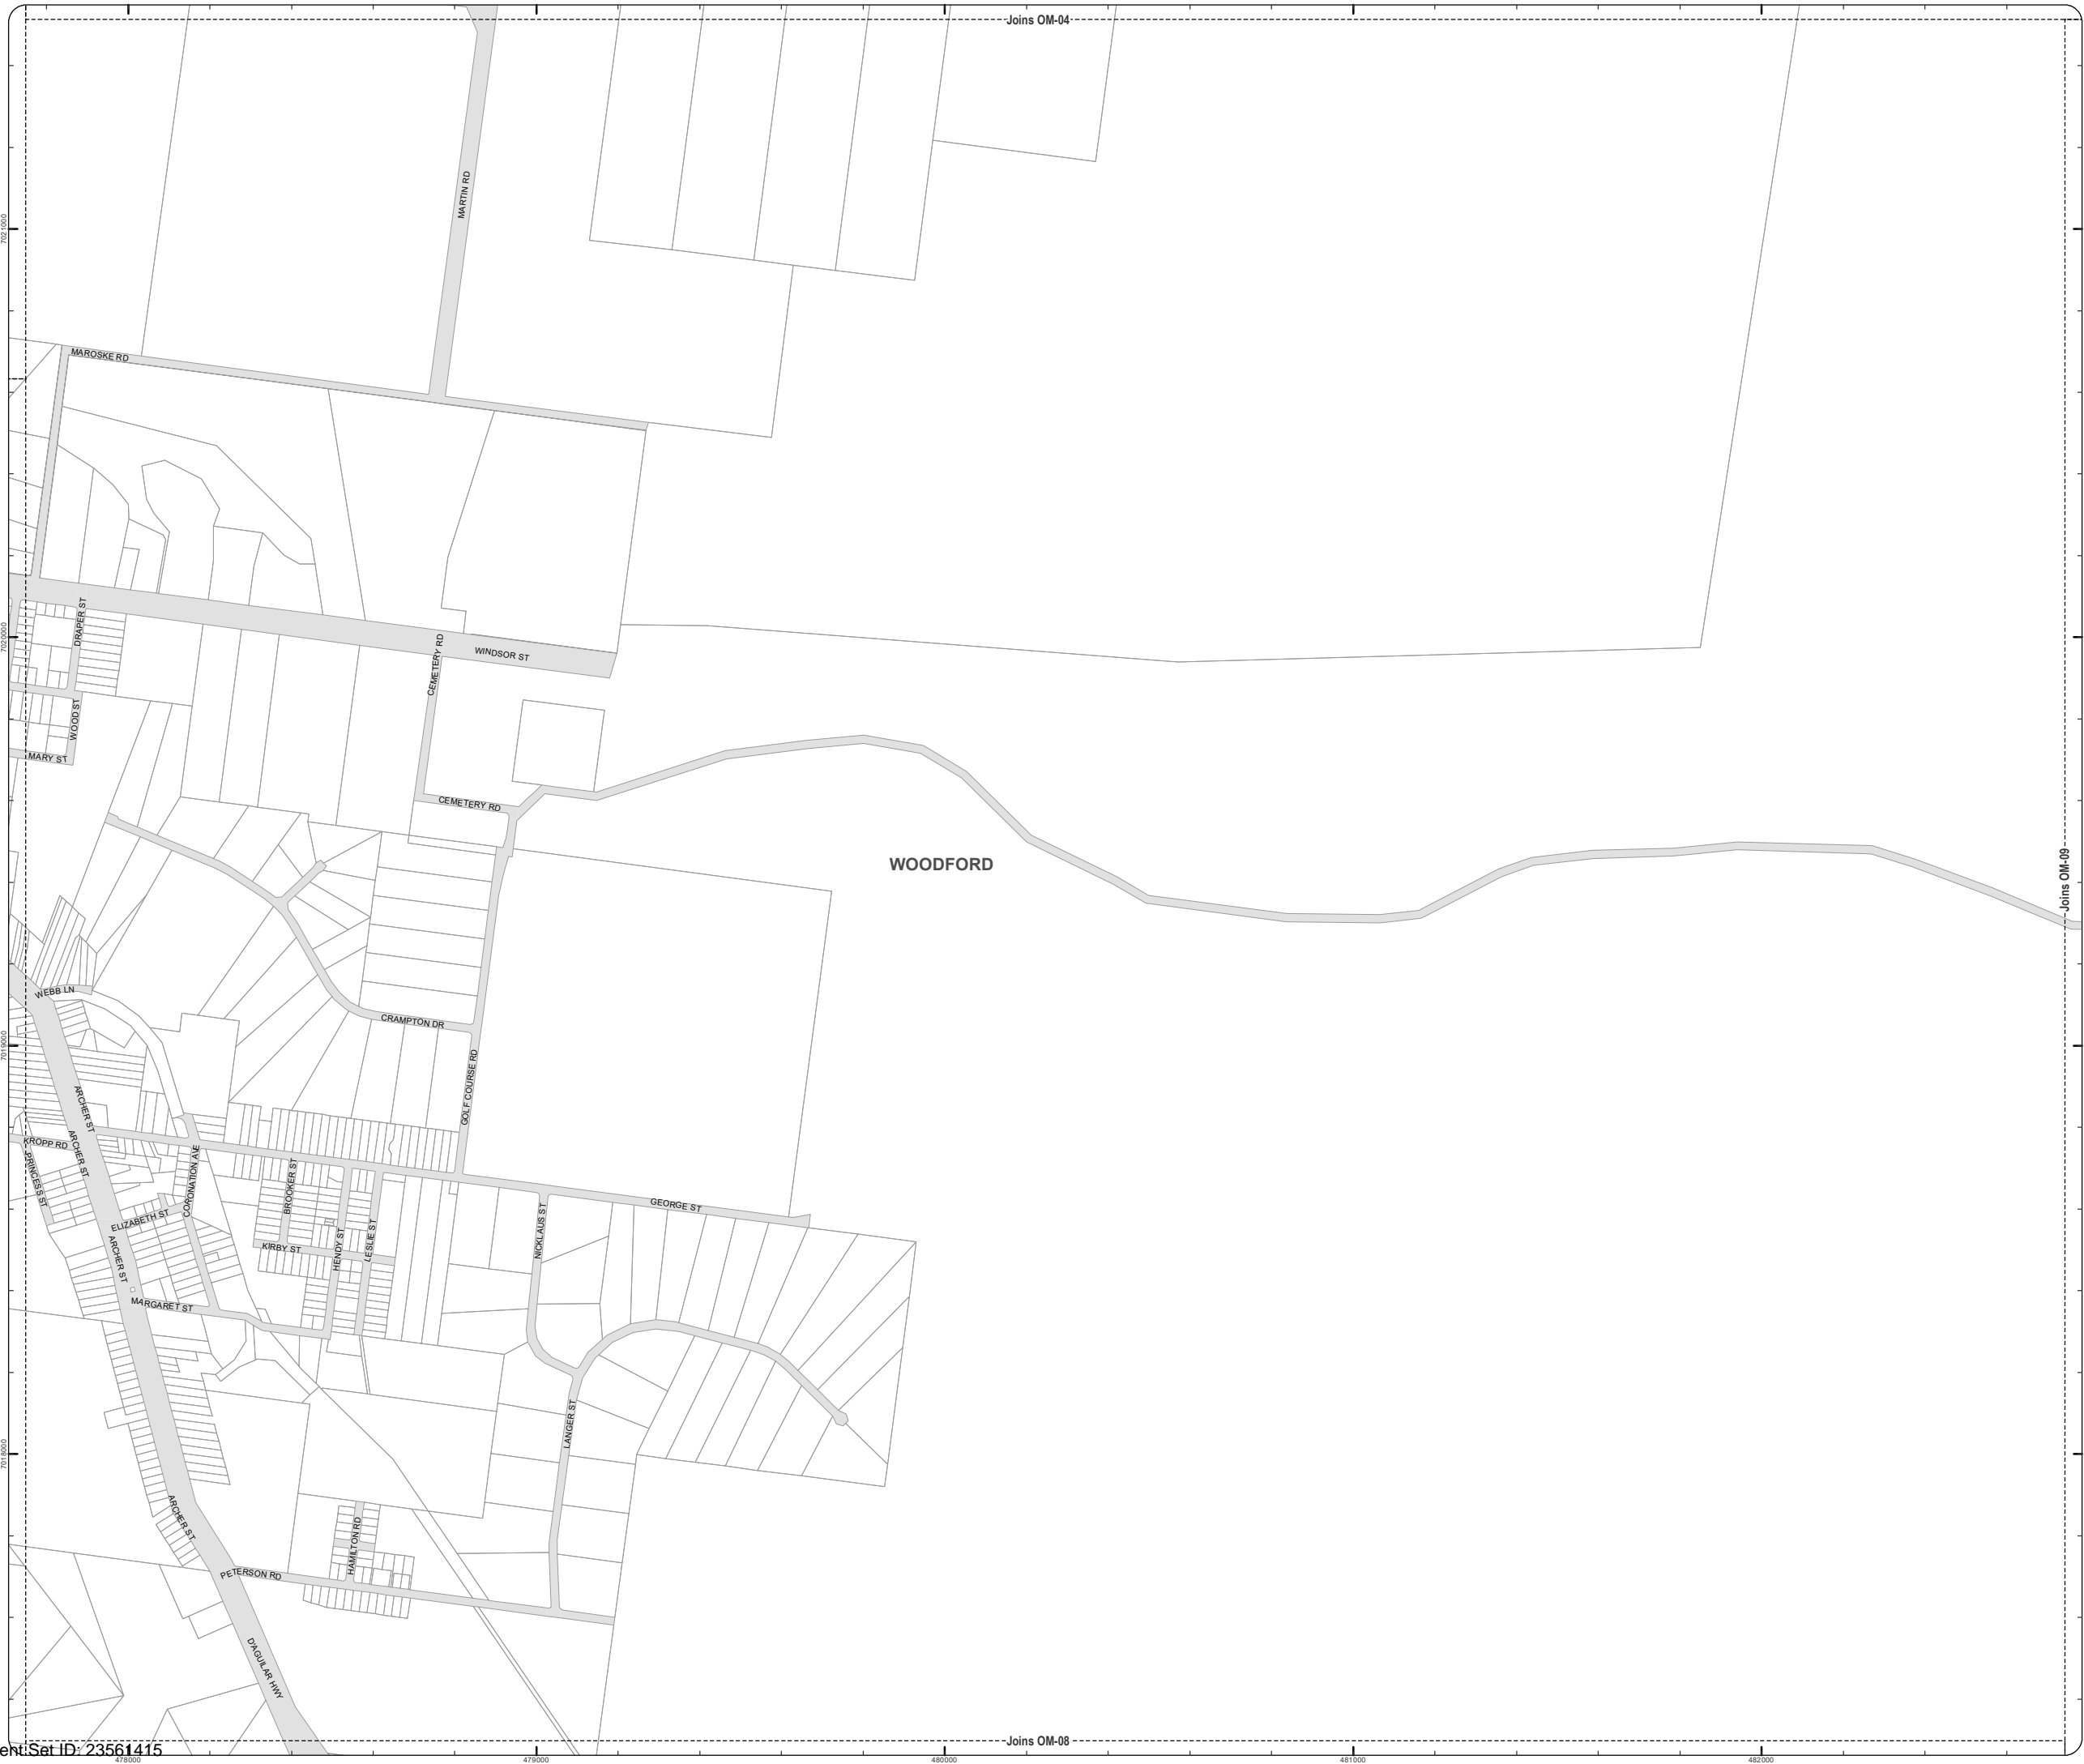 Joins OM-04
MARTIN RD
7021000
MAROSKE RD
DRAPER ST
7020000
CEMETERY RD
WINDSOR ST
WOOD ST
MARY ST
CEMETERY RD
WOODFORD
Joins OM-09
WEBB LN
CRAMPTON DR
7019000
GOLF COURSE RD
ARCHER ST
KROPP RD
ARCHER ST
PRINCESS ST
CORONATION AVE
BROOKER ST
ELIZABETH ST
GEORGE ST
NICKLAUS ST
ARCHER ST
KIRBY ST
HENDY ST
LESLIE ST
MARGARET ST
LANGER ST
7018000
ARCHER ST
HAMILTON RD
PETERSON RD
D'AGUILAR HWY
Joins OM-08
ent Set ID: 23561415
478000
479000
480000
481000
482000